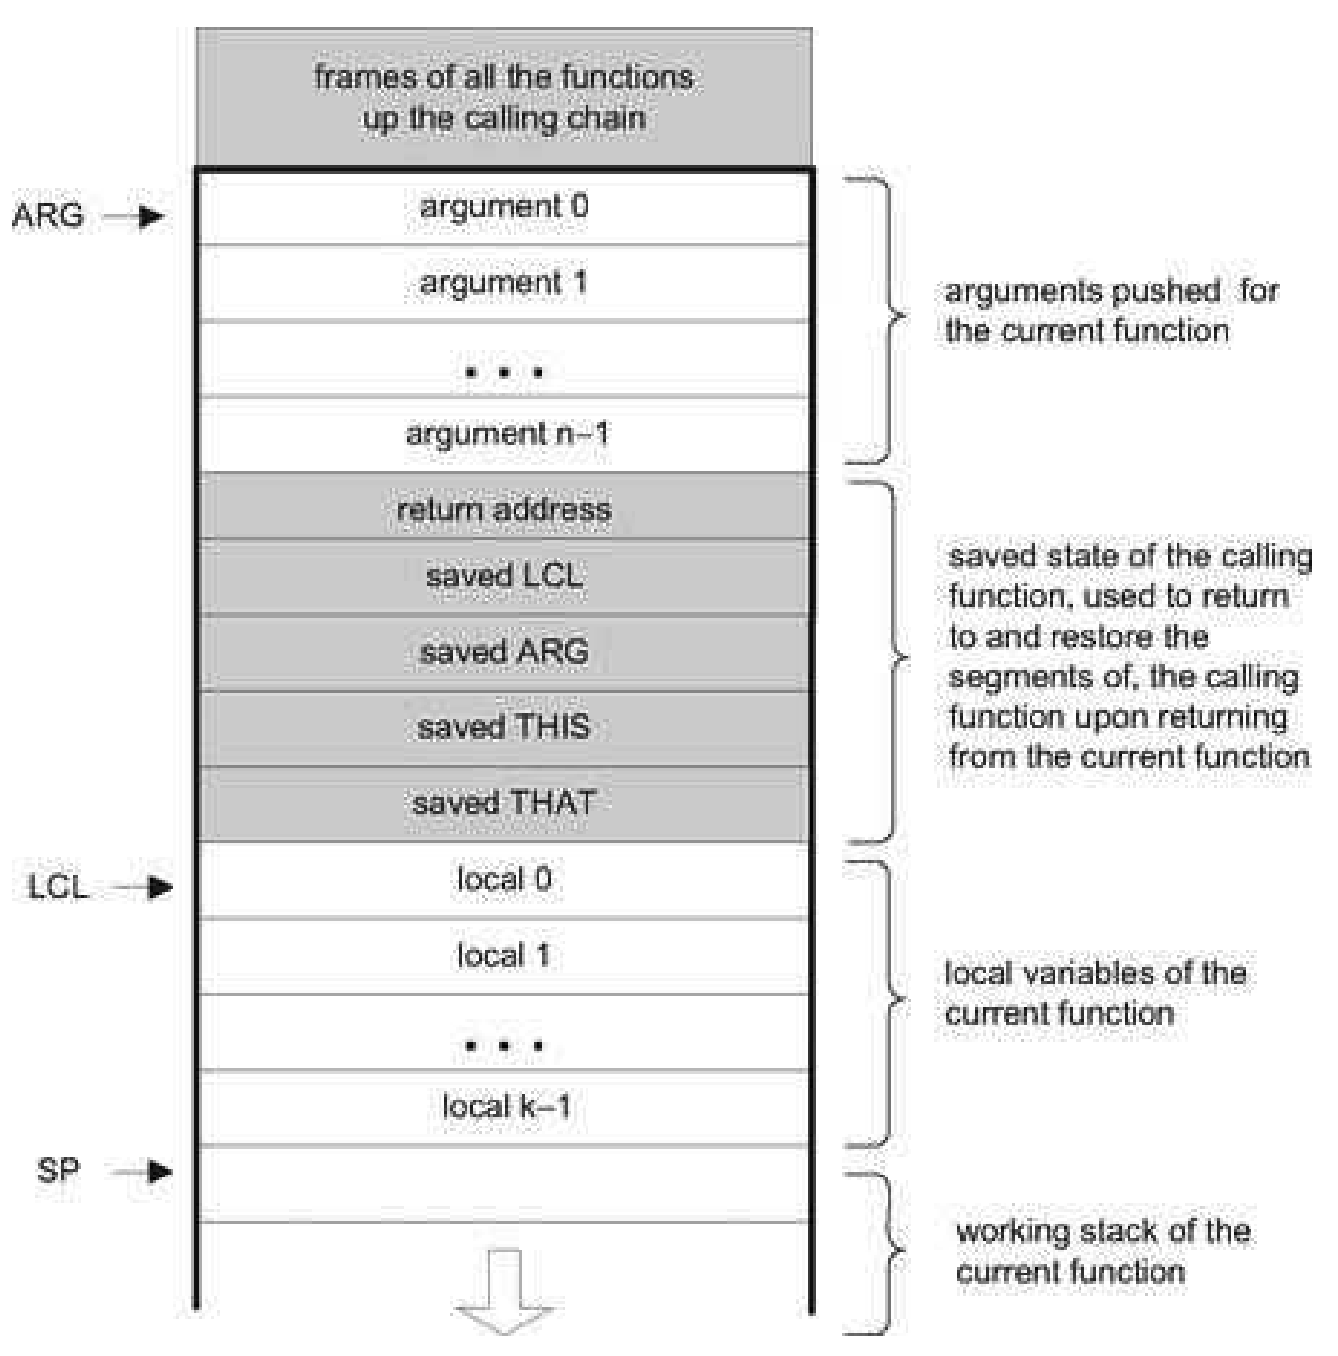 frames of all the functions
up the calling chain
ARG
argument 0
argument 1
. . .
argument n–1
arguments pushed for
the current function
return address
saved LCL
saved ARG
saved THIS
saved THAT
saved state of the calling
function, used to return
to and restore the
segments of, the calling
function upon returning
from the current function
LCL
local 0
local 1
. . .
local k–1
local variables of the
current function
SP
working stack of the
current function